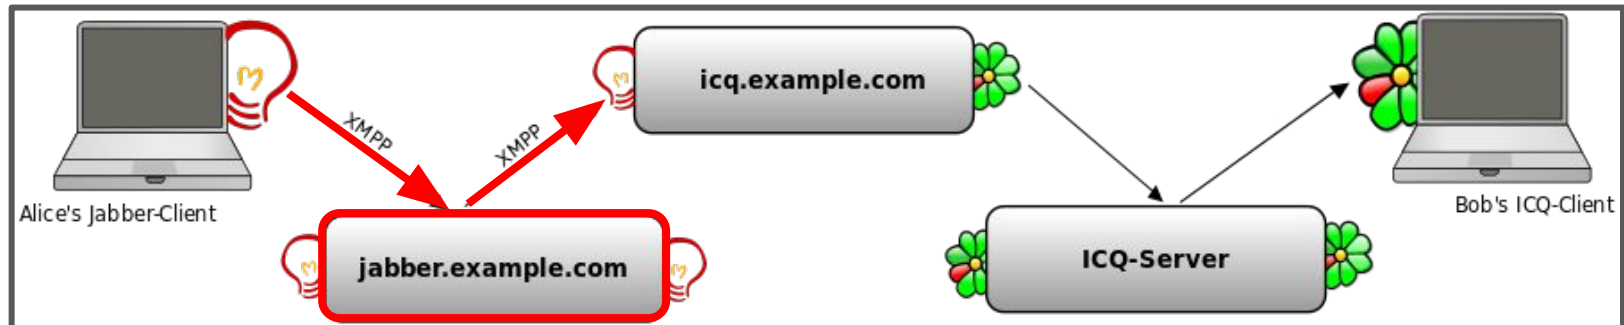 Alice's Jabber-Client
XMPP
jabber.example.com
XMPP
icq.example.com
ICQ-Server
Bob's ICQ-Client